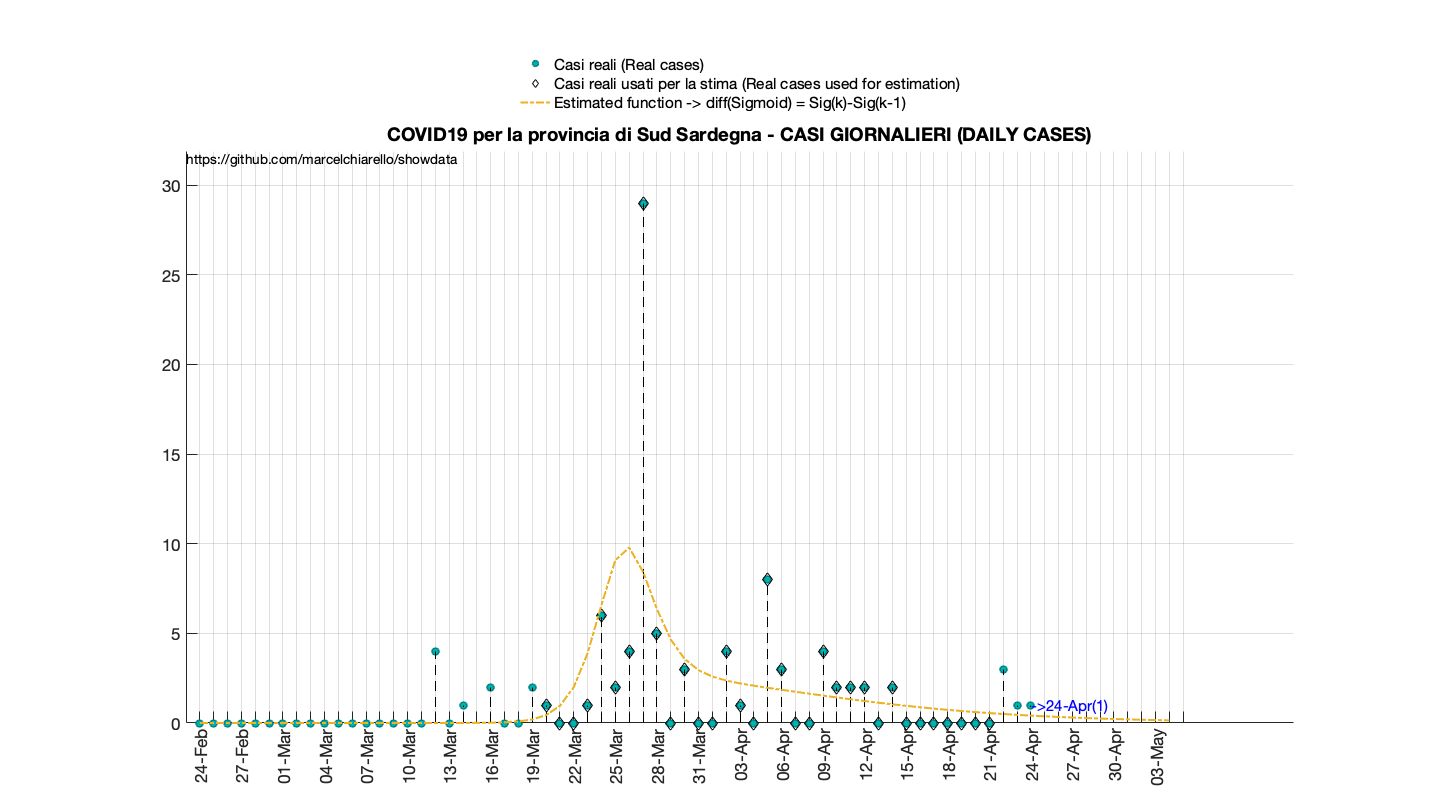 Casi reali (Real cases)
Casi reali usati per la stima (Real cases used for estimation)
Estimated function -> diff(Sigmoid) = Sig(k)-Sig(k-1)
COVID19 per la provincia di Sud Sardegna - CASI GIORNALIERI (DAILY CASES)
https://github.com/marcelchiarello/showdata
30
25
20
15
10
5
0
->24-Apr(1)
24-Feb
27-Feb
01-Mar
04-Mar
07-Mar
10-Mar
13-Mar
16-Mar
19-Mar
22-Mar
25-Mar
28-Mar
31-Mar
03-Apr
06-Apr
09-Apr
12-Apr
15-Apr
18-Apr
21-Apr
24-Apr
27-Apr
30-Apr
03-May